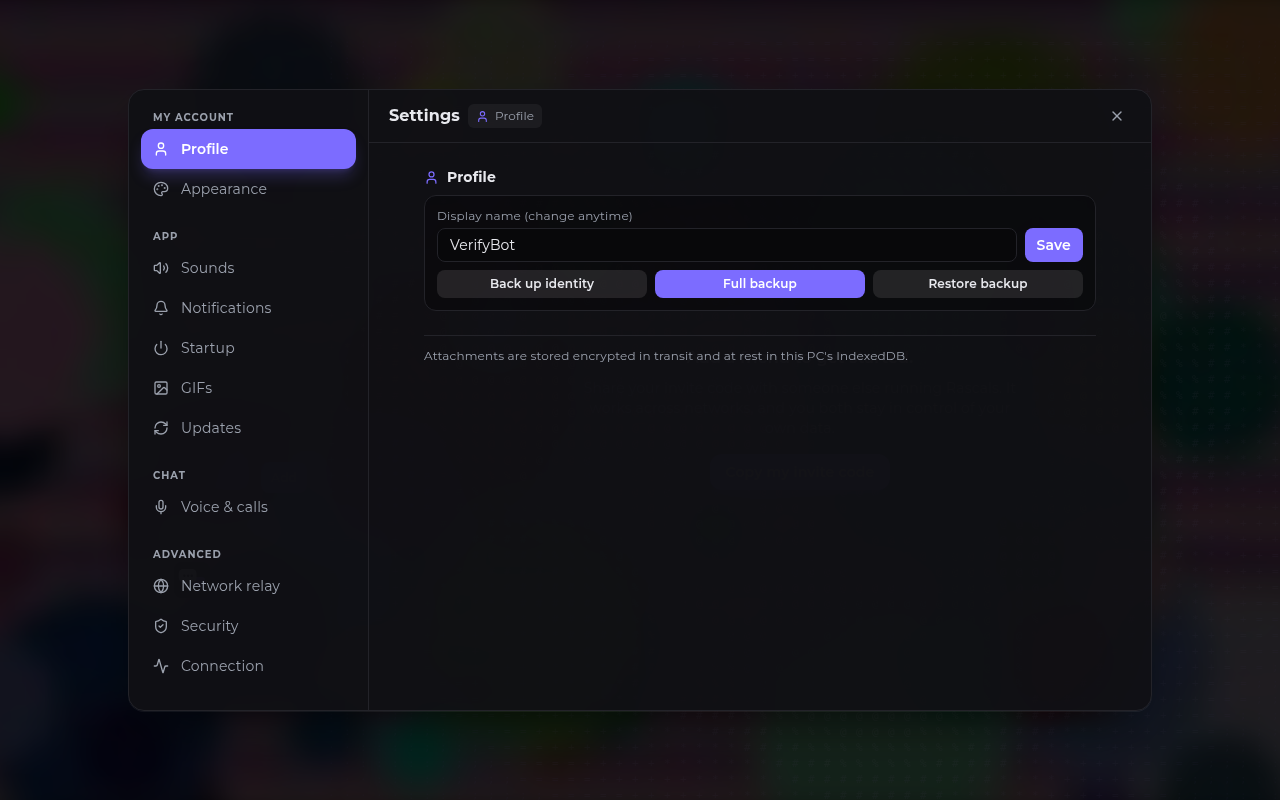 MY ACCOUNT
Profile
Appearance
APP
Sounds
Notifications
Startup
GIFs
Updates
CHAT
Voice & calls
ADVANCED
Network relay
Security
Connection
Settings Profile
Profile
Display name (change anytime)
VerifyBot Save
Back up identity Full backup Restore backup
Attachments are stored encrypted in transit and at rest in this PC's IndexedDB.